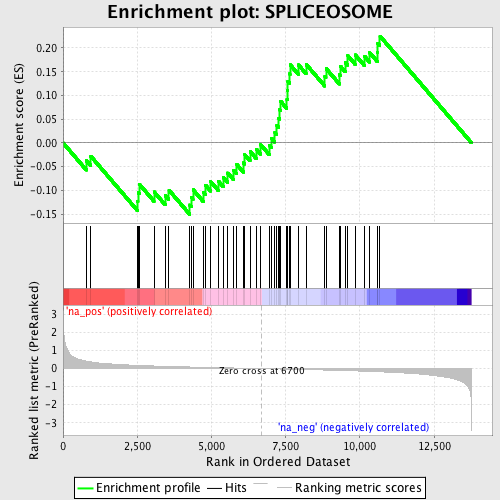 Enrichment plot: SPLICEOSOME
Enrichment score (ES)
0.20
0.15
0.10
0.05
0.00
-0.05
-0.10
-0.15
Ranked list metric (PreRanked)
'na_pos' (positively correlated)
3
2
1
0
-1
-2
-3
Zero cross at 6700
'na_neg' (negatively correlated)
0
2,500
5,000
7,500
10,000
12,500
Rank in Ordered Dataset
Enrichment profile
Hits
Ranking metric scores